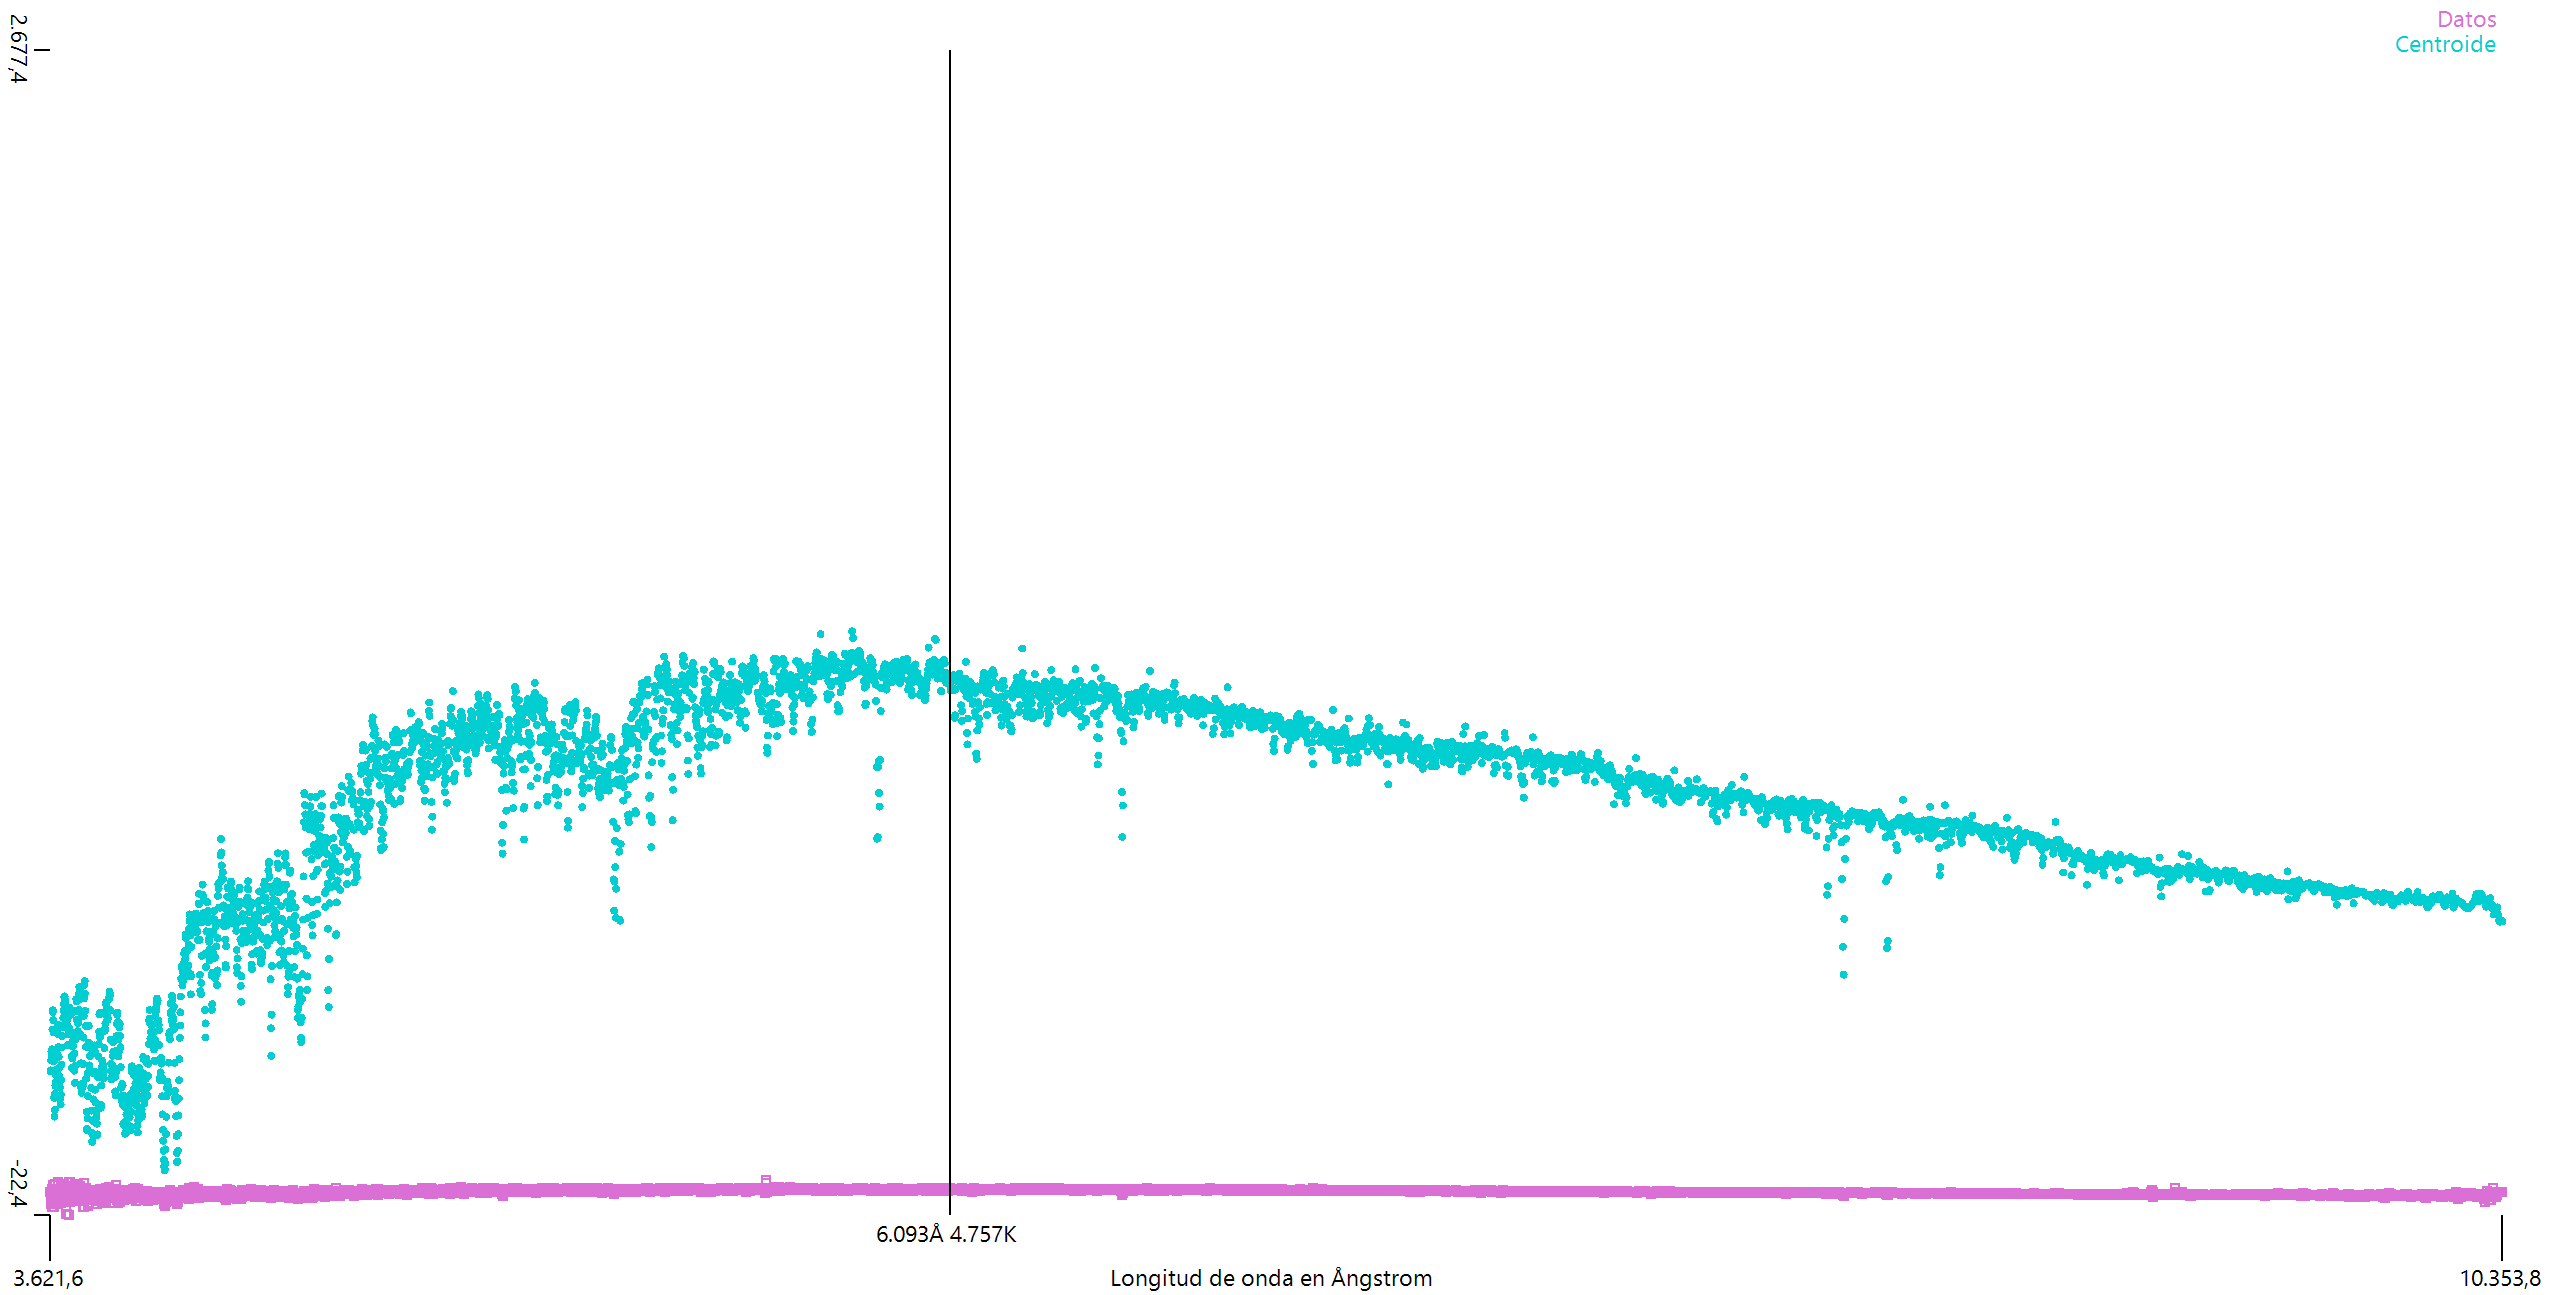 Datos
Centroide
2.677,4
-22,4
6.093Å 4.757K
3.621,6
Longitud de onda en Ångstrom
10.353,8